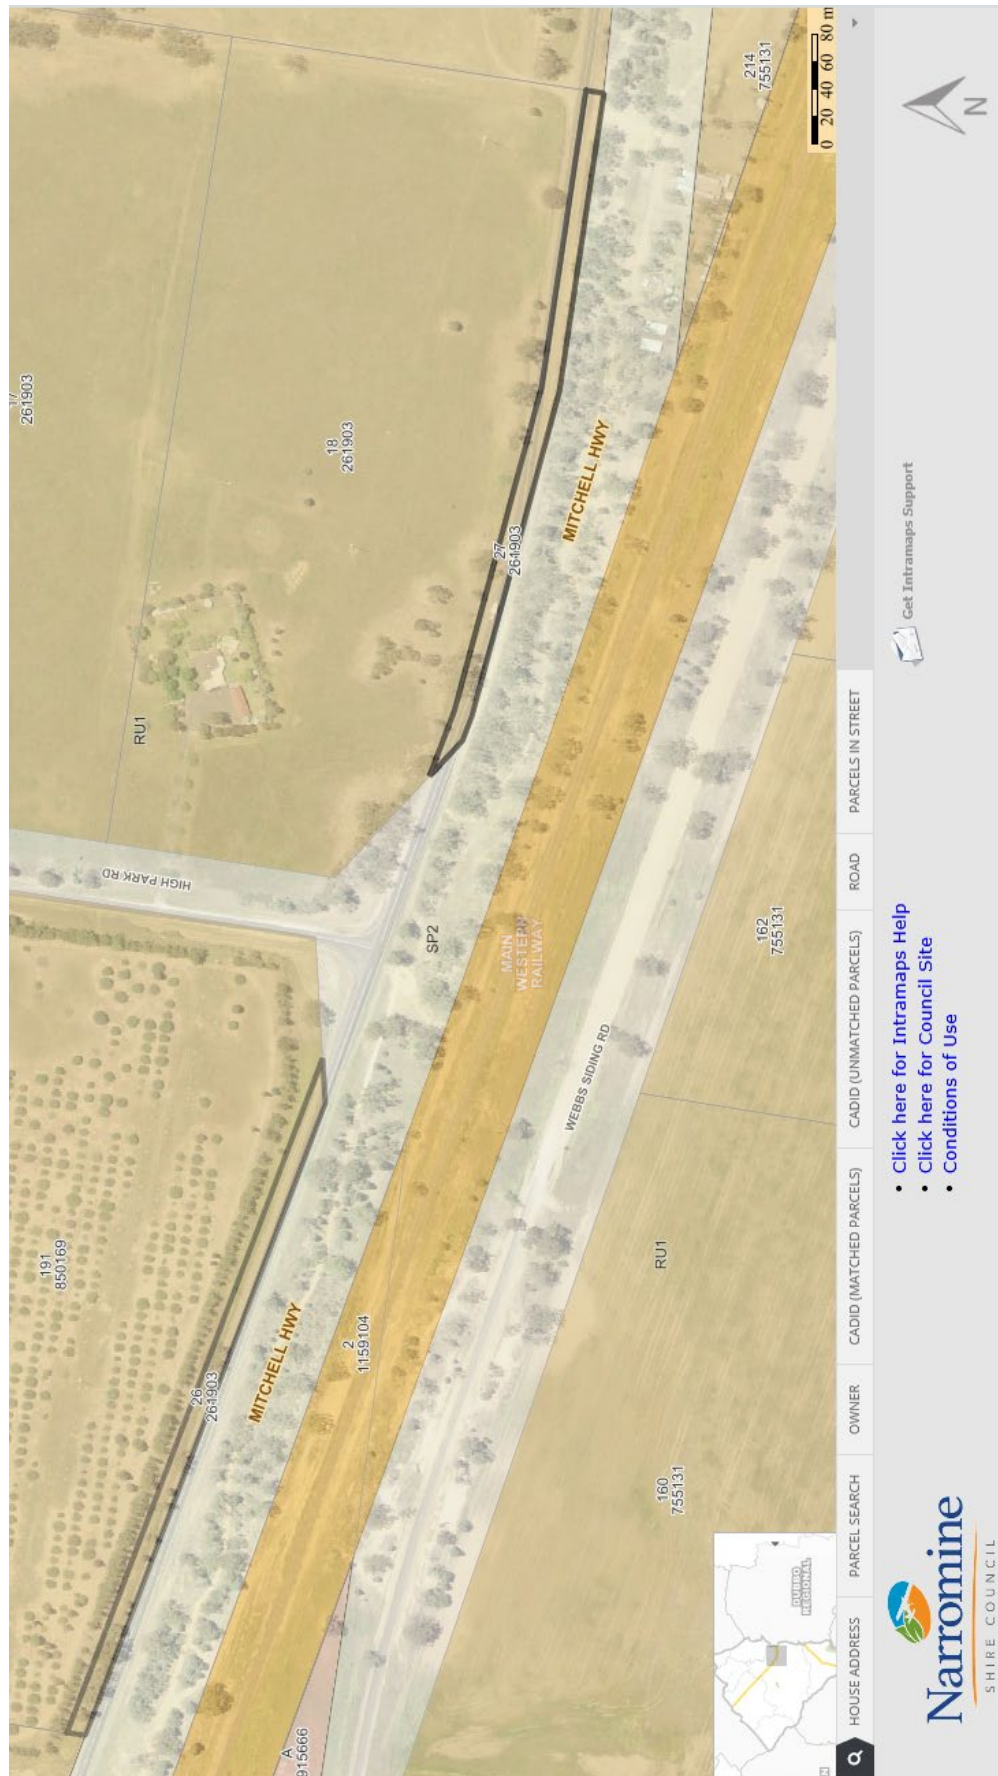 17
261903
18
261903
214
755131
0 20 40 60 80 m
RU1
27
261903
MITCHELL HWY
HIGH PARK RD
SP2
MAIN
WESTERN
RAILWAY
162
755131
WEBBS SIDING RD
191
850169
26
261903
MITCHELL HWY
2
1159104
RU1
160
755131
A
915666
DUBBO
REGIONAL
HOUSE ADDRESS
PARCEL SEARCH
OWNER
CADID (MATCHED PARCELS)
CADID (UNMATCHED PARCELS)
ROAD
PARCELS IN STREET
Narromine
SHIRE COUNCIL
• Click here for Intramaps Help
• Click here for Council Site
• Conditions of Use
Get Intramaps Support
N